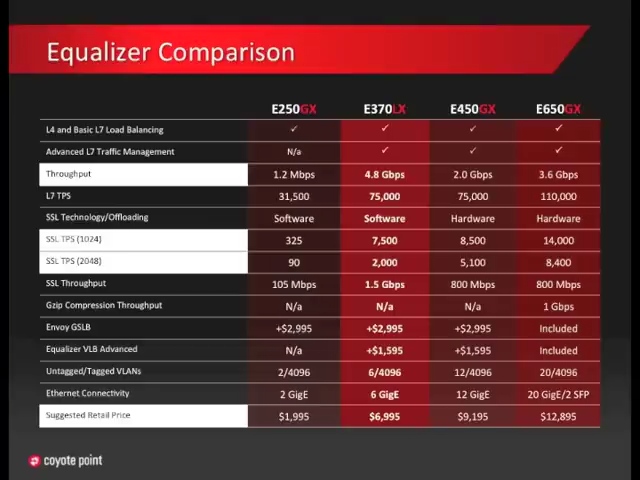 Equalizer Comparison
E250GX E370LX E450GX E650GX
L4 and Basic L7 Load Balancing ✓ ✓ ✓ ✓
Advanced L7 Traffic Management N/a ✓ ✓ ✓
Throughput 1.2 Mbps 4.8 Gbps 2.0 Gbps 3.6 Gbps
L7 TPS 31,500 75,000 75,000 110,000
SSL Technology/Offloading Software Software Hardware Hardware
SSL TPS (1024) 325 7,500 8,500 14,000
SSL TPS (2048) 90 2,000 5,100 8,400
SSL Throughput 105 Mbps 1.5 Gbps 800 Mbps 800 Mbps
Gzip Compression Throughput N/a N/a N/a 1 Gbps
Envoy GSLB +$2,995 +$2,995 +$2,995 Included
Equalizer VLB Advanced N/a +$1,595 +$1,595 Included
Untagged/Tagged VLANs 2/4096 6/4096 12/4096 20/4096
Ethernet Connectivity 2 GigE 6 GigE 12 GigE 20 GigE/2 SFP
Suggested Retail Price $1,995 $6,995 $9,195 $12,895
coyote point